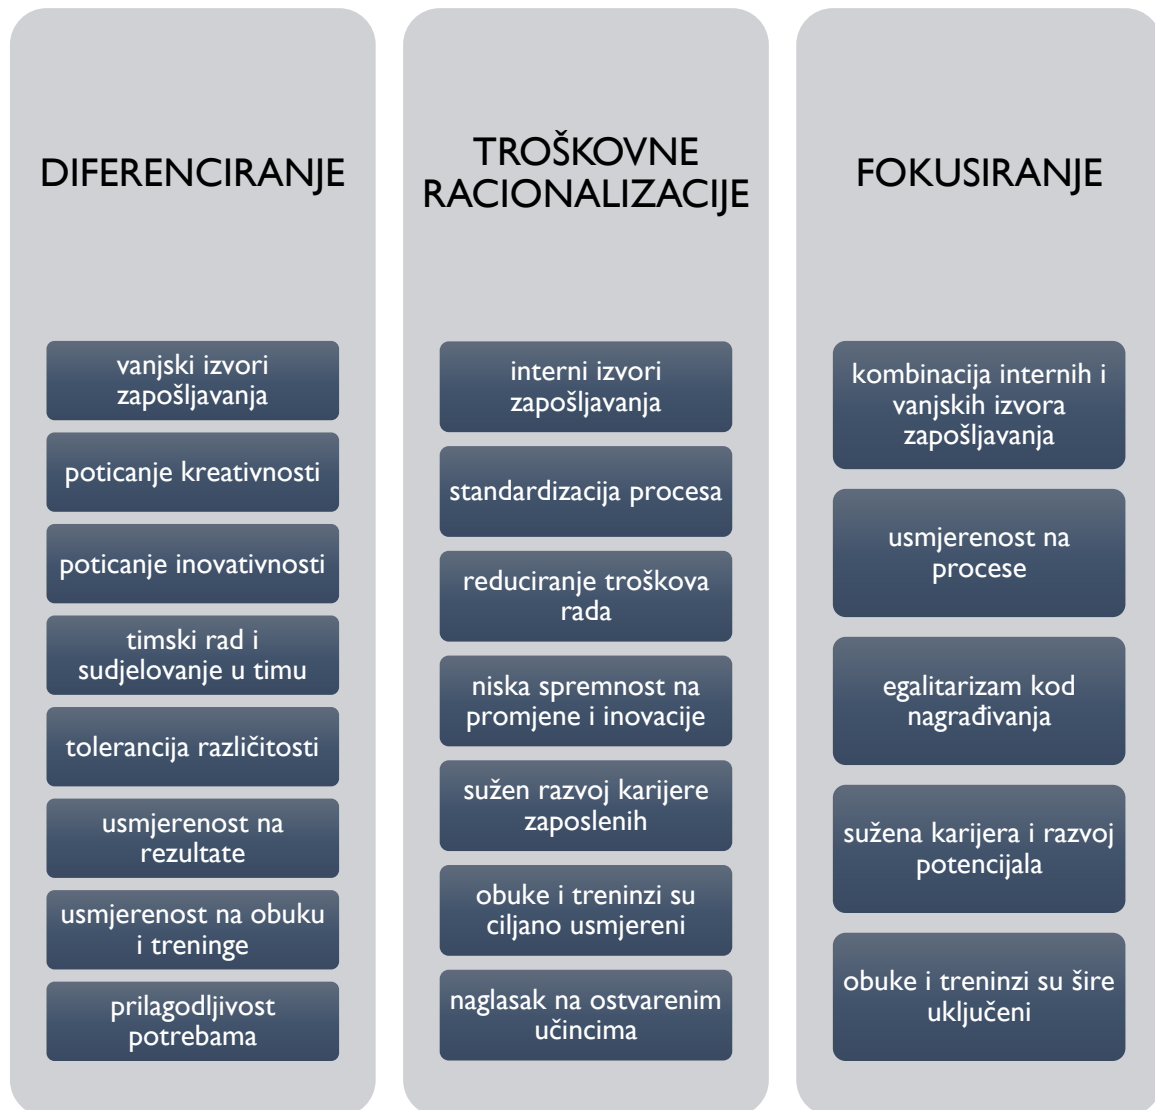 DIFERENCIRANJE
vanjski izvori
zapošljavanja
poticanje kreativnosti
poticanje inovativnosti
timski rad i
sudjelovanje u timu
tolerancija različitosti
usmjerenost na
rezultate
usmjerenost na obuku
i treninge
prilagodljivost
potrebama
TROŠKOVNE
RACIONALIZACIJE
interni izvori
zapošljavanja
standardizacija procesa
reduciranje troškova
rada
niska spremnost na
promjene i inovacije
sužen razvoj karijere
zaposlenih
obuke i treninzi su
ciljano usmjereni
naglasak na ostvarenim
učincima
FOKUSIRANJE
kombinacija internih i
vanjskih izvora
zapošljavanja
usmjerenost na
procese
egalitarizam kod
nagrađivanja
sužena karijera i razvoj
potencijala
obuke i treninzi su šire
uključeni